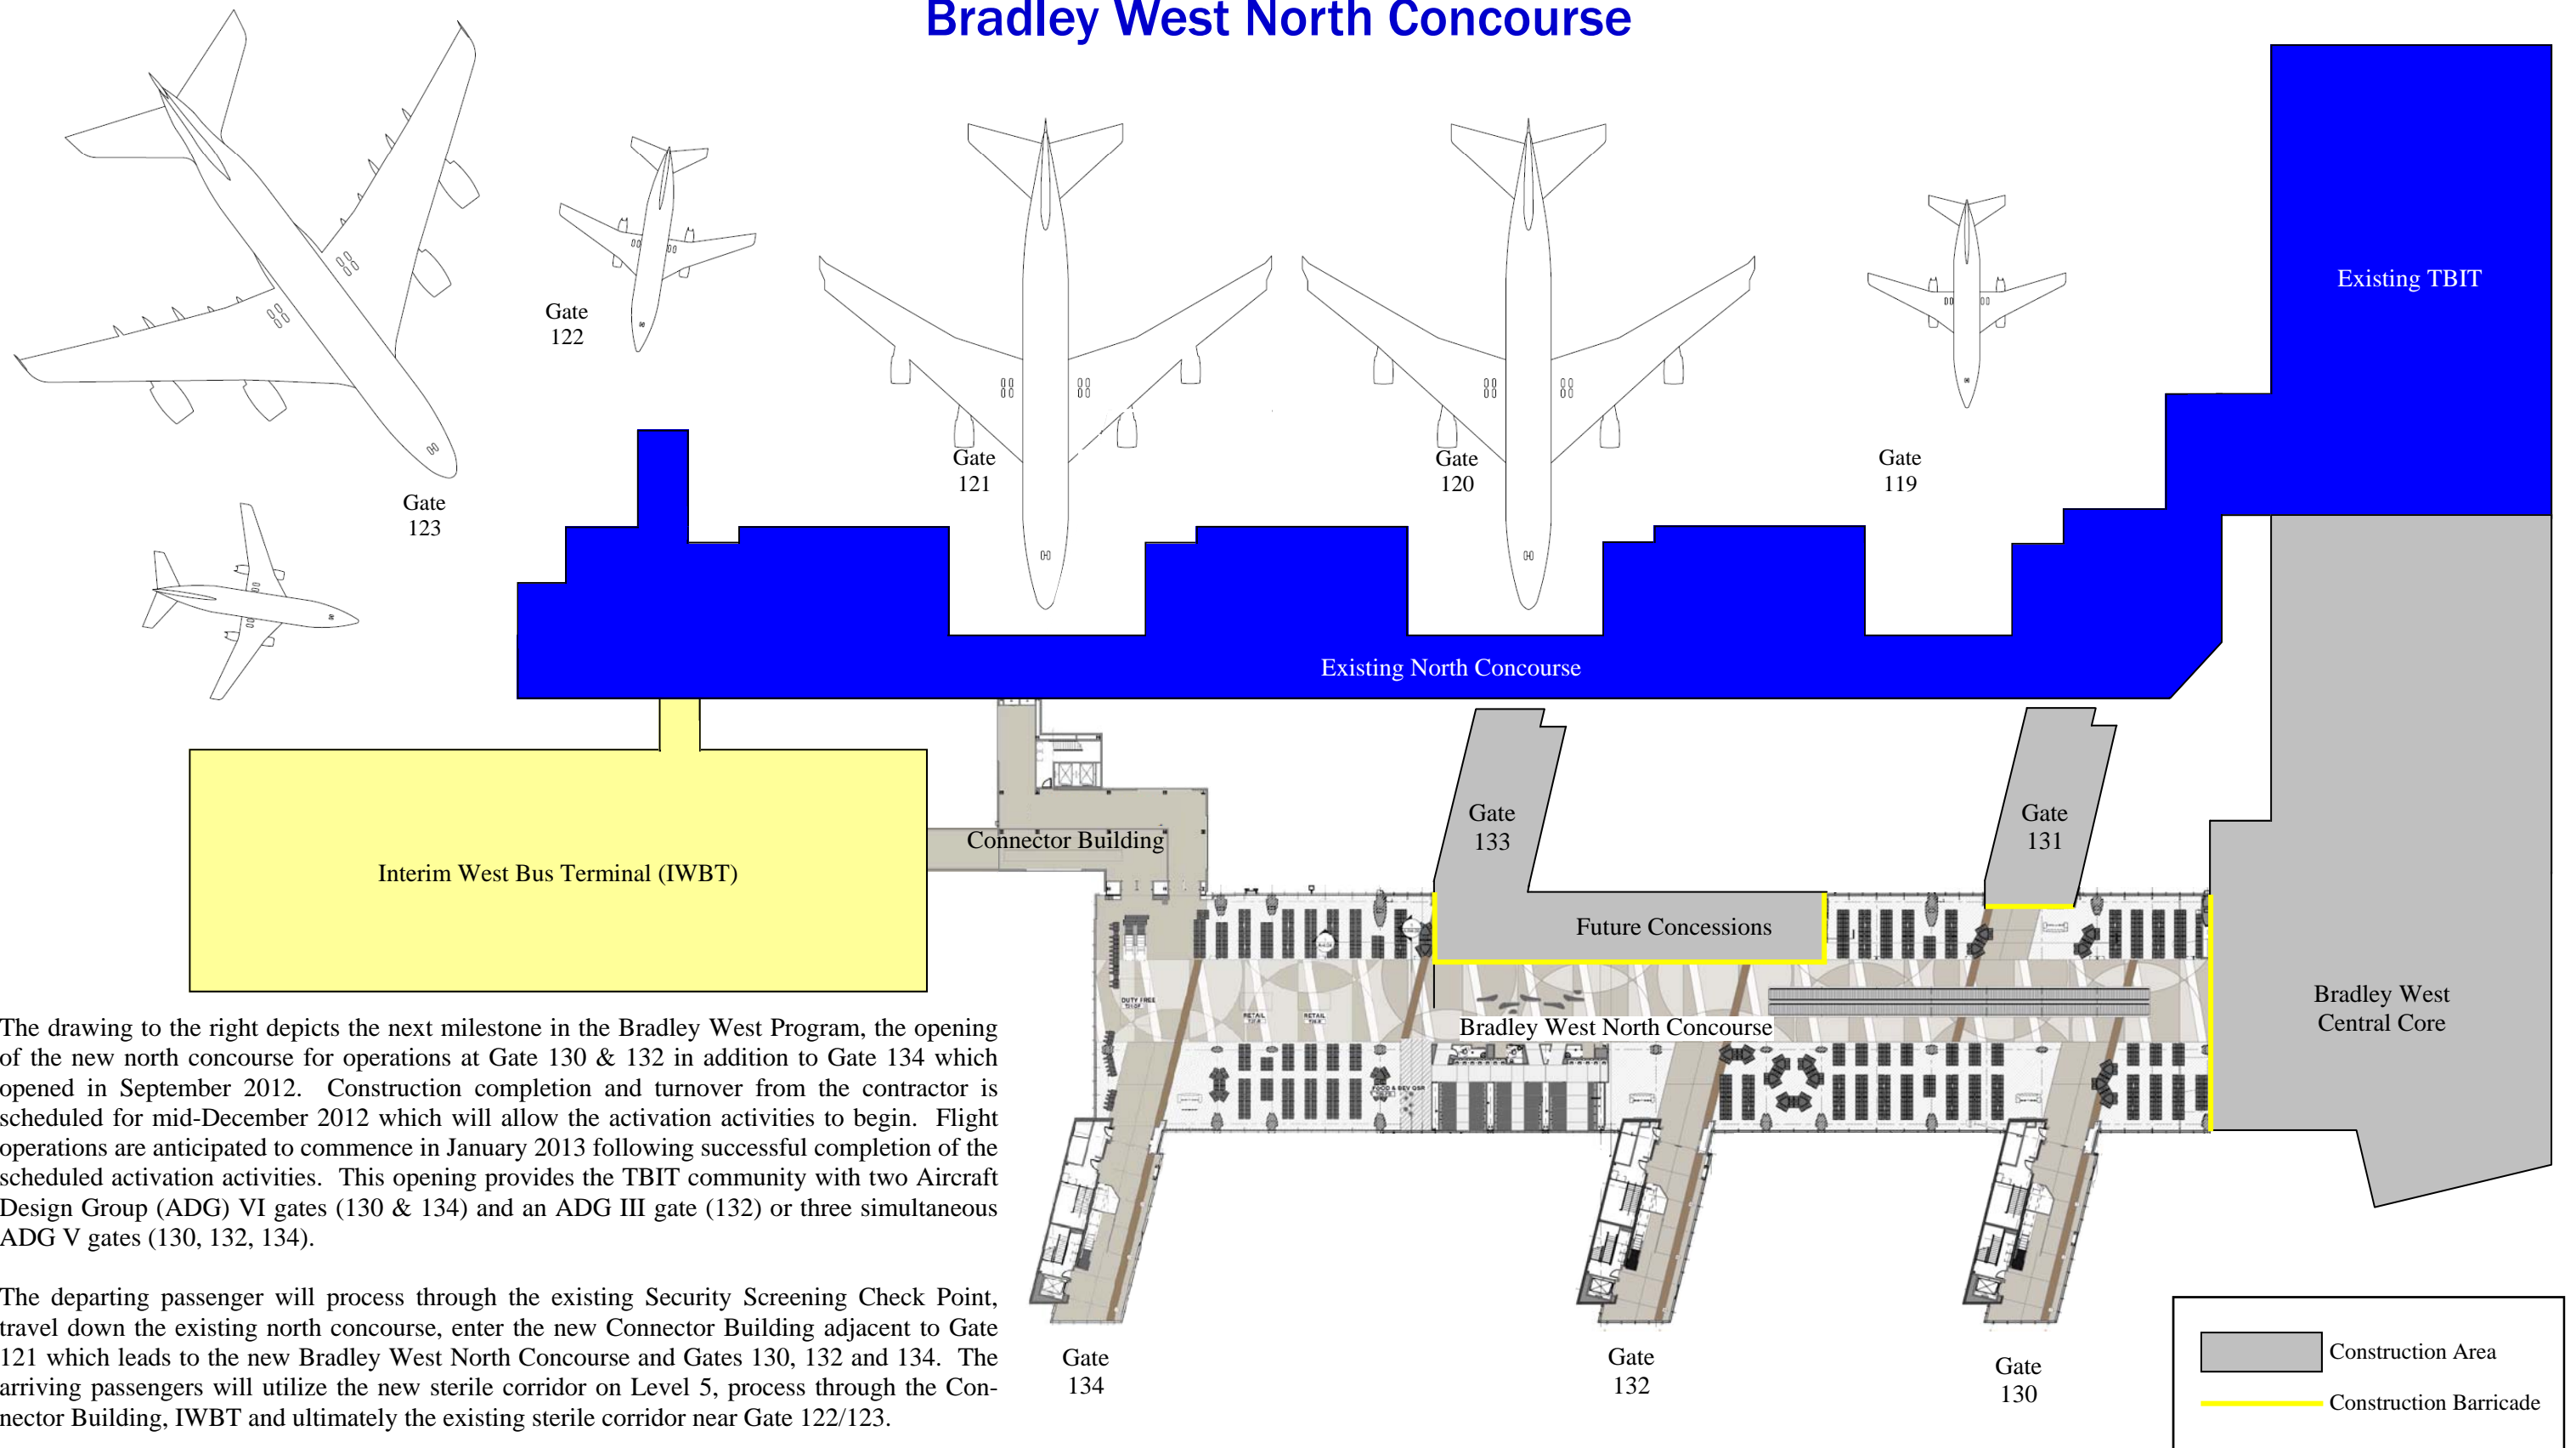 Bradley West North Concourse
Existing TBIT
Gate
122
Gate
121
Gate
120
Gate
119
Gate
123
Existing North Concourse
Gate
133
Gate
131
Connector Building
Interim West Bus Terminal (IWBT)
Future Concessions
DUTY FREE
RETAIL
RETAIL
Bradley West North Concourse
Bradley West
Central Core
FOOD & BEV QSR
The drawing to the right depicts the next milestone in the Bradley West Program, the opening
of the new north concourse for operations at Gate 130 & 132 in addition to Gate 134 which
opened in September 2012. Construction completion and turnover from the contractor is
scheduled for mid-December 2012 which will allow the activation activities to begin. Flight
operations are anticipated to commence in January 2013 following successful completion of the
scheduled activation activities. This opening provides the TBIT community with two Aircraft
Design Group (ADG) VI gates (130 & 134) and an ADG III gate (132) or three simultaneous
ADG V gates (130, 132, 134).
The departing passenger will process through the existing Security Screening Check Point,
travel down the existing north concourse, enter the new Connector Building adjacent to Gate
121 which leads to the new Bradley West North Concourse and Gates 130, 132 and 134. The
arriving passengers will utilize the new sterile corridor on Level 5, process through the Con-
nector Building, IWBT and ultimately the existing sterile corridor near Gate 122/123.
Gate
134
Gate
132
Gate
130
Construction Area
Construction Barricade